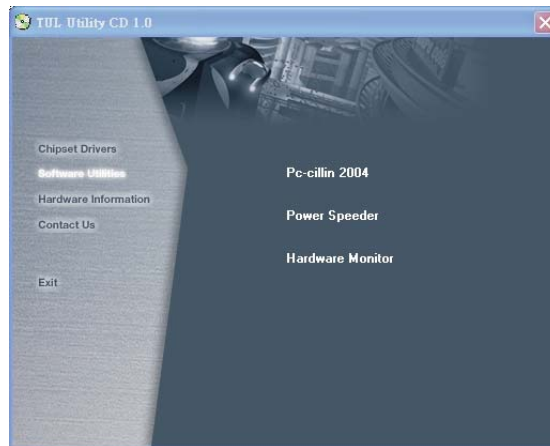 TUL Utility CD 1.0
Chipset Drivers
Software Utilities
Hardware Information
Contact Us
Exit
Pc-cillin 2004
Power Speeder
Hardware Monitor